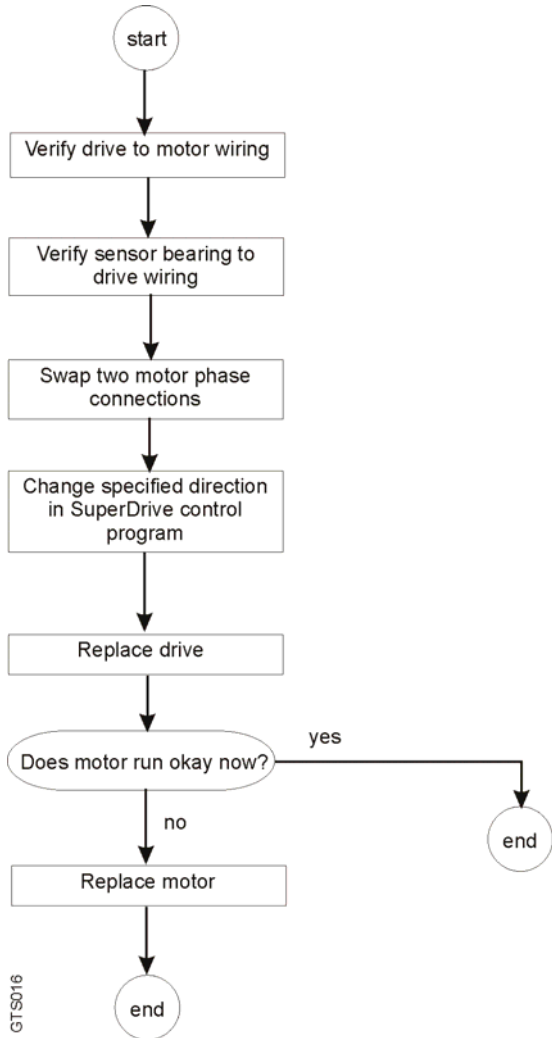 start
Verify drive to motor wiring
Verify sensor bearing to
drive wiring
Swap two motor phase
connections
Change specified direction
in SuperDrive control
program
Replace drive
Does motor run okay now?
yes
end
no
Replace motor
end
GTS016